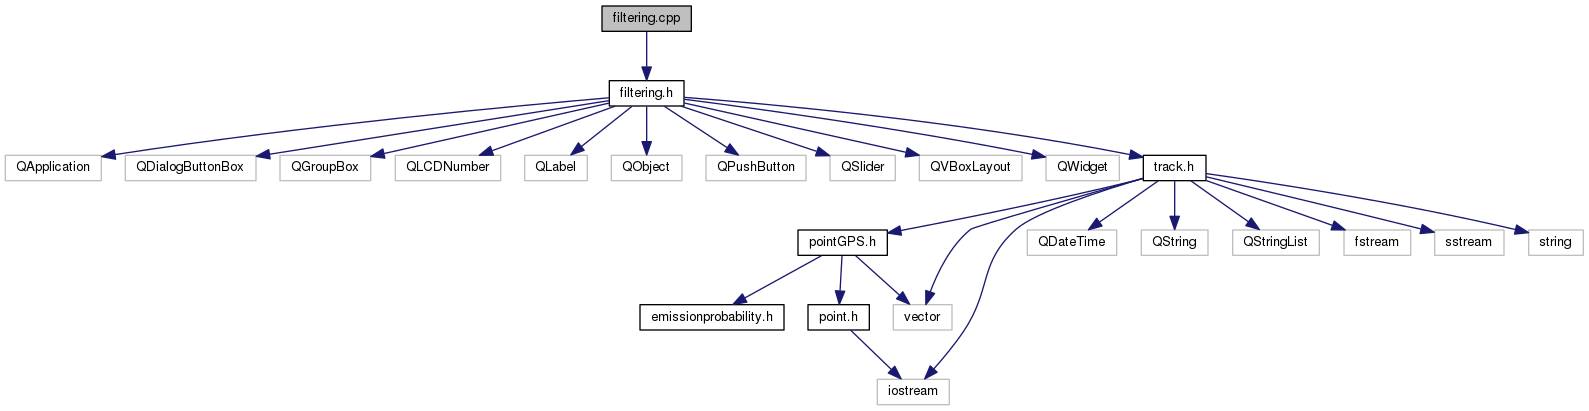 filtering.cpp
filtering.h
QApplication
QDialogButtonBox
QGroupBox
QLCDNumber
QLabel
QObject
QPushButton
QSlider
QVBoxLayout
QWidget
track.h
pointGPS.h
QDateTime
QString
QStringList
fstream
sstream
string
emissionprobability.h
point.h
vector
iostream